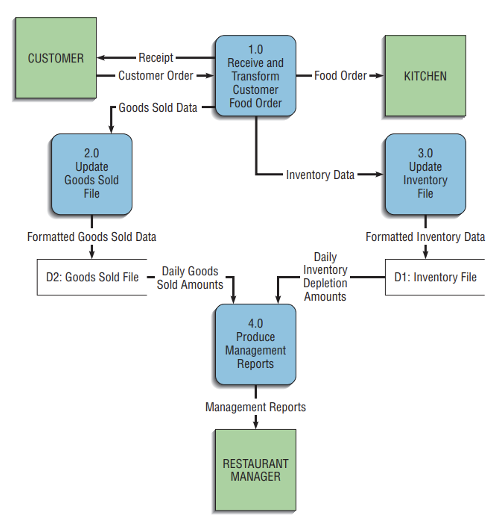 CUSTOMER
Receipt
Customer Order
1.0
Receive and
Transform
Customer
Food Order
Food Order
KITCHEN
Goods Sold Data
2.0
Update
Goods Sold
File
Inventory Data
3.0
Update
Inventory
File
Formatted Goods Sold Data
Formatted Inventory Data
D2: Goods Sold File
Daily Goods
Sold Amounts
Daily
Inventory
Depletion
Amounts
D1: Inventory File
4.0
Produce
Management
Reports
Management Reports
RESTAURANT
MANAGER